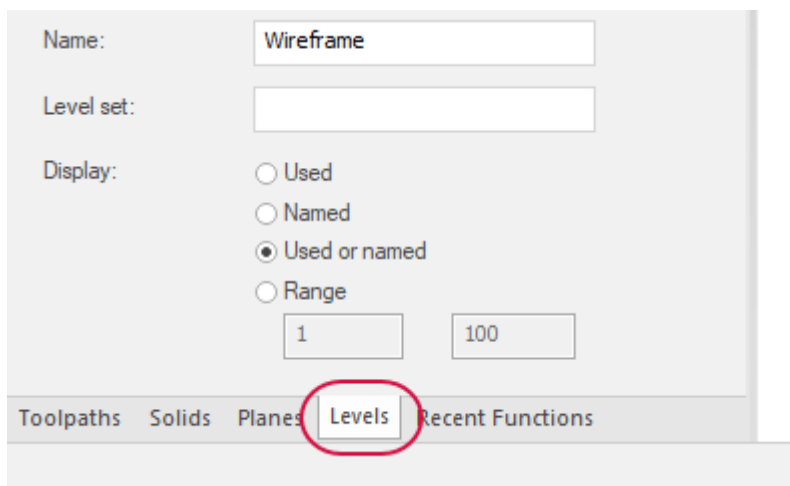 Name: Wireframe
Level set:
Display: Used
Named
Used or named
Range
1 100
Toolpaths Solids Planes Levels Recent Functions